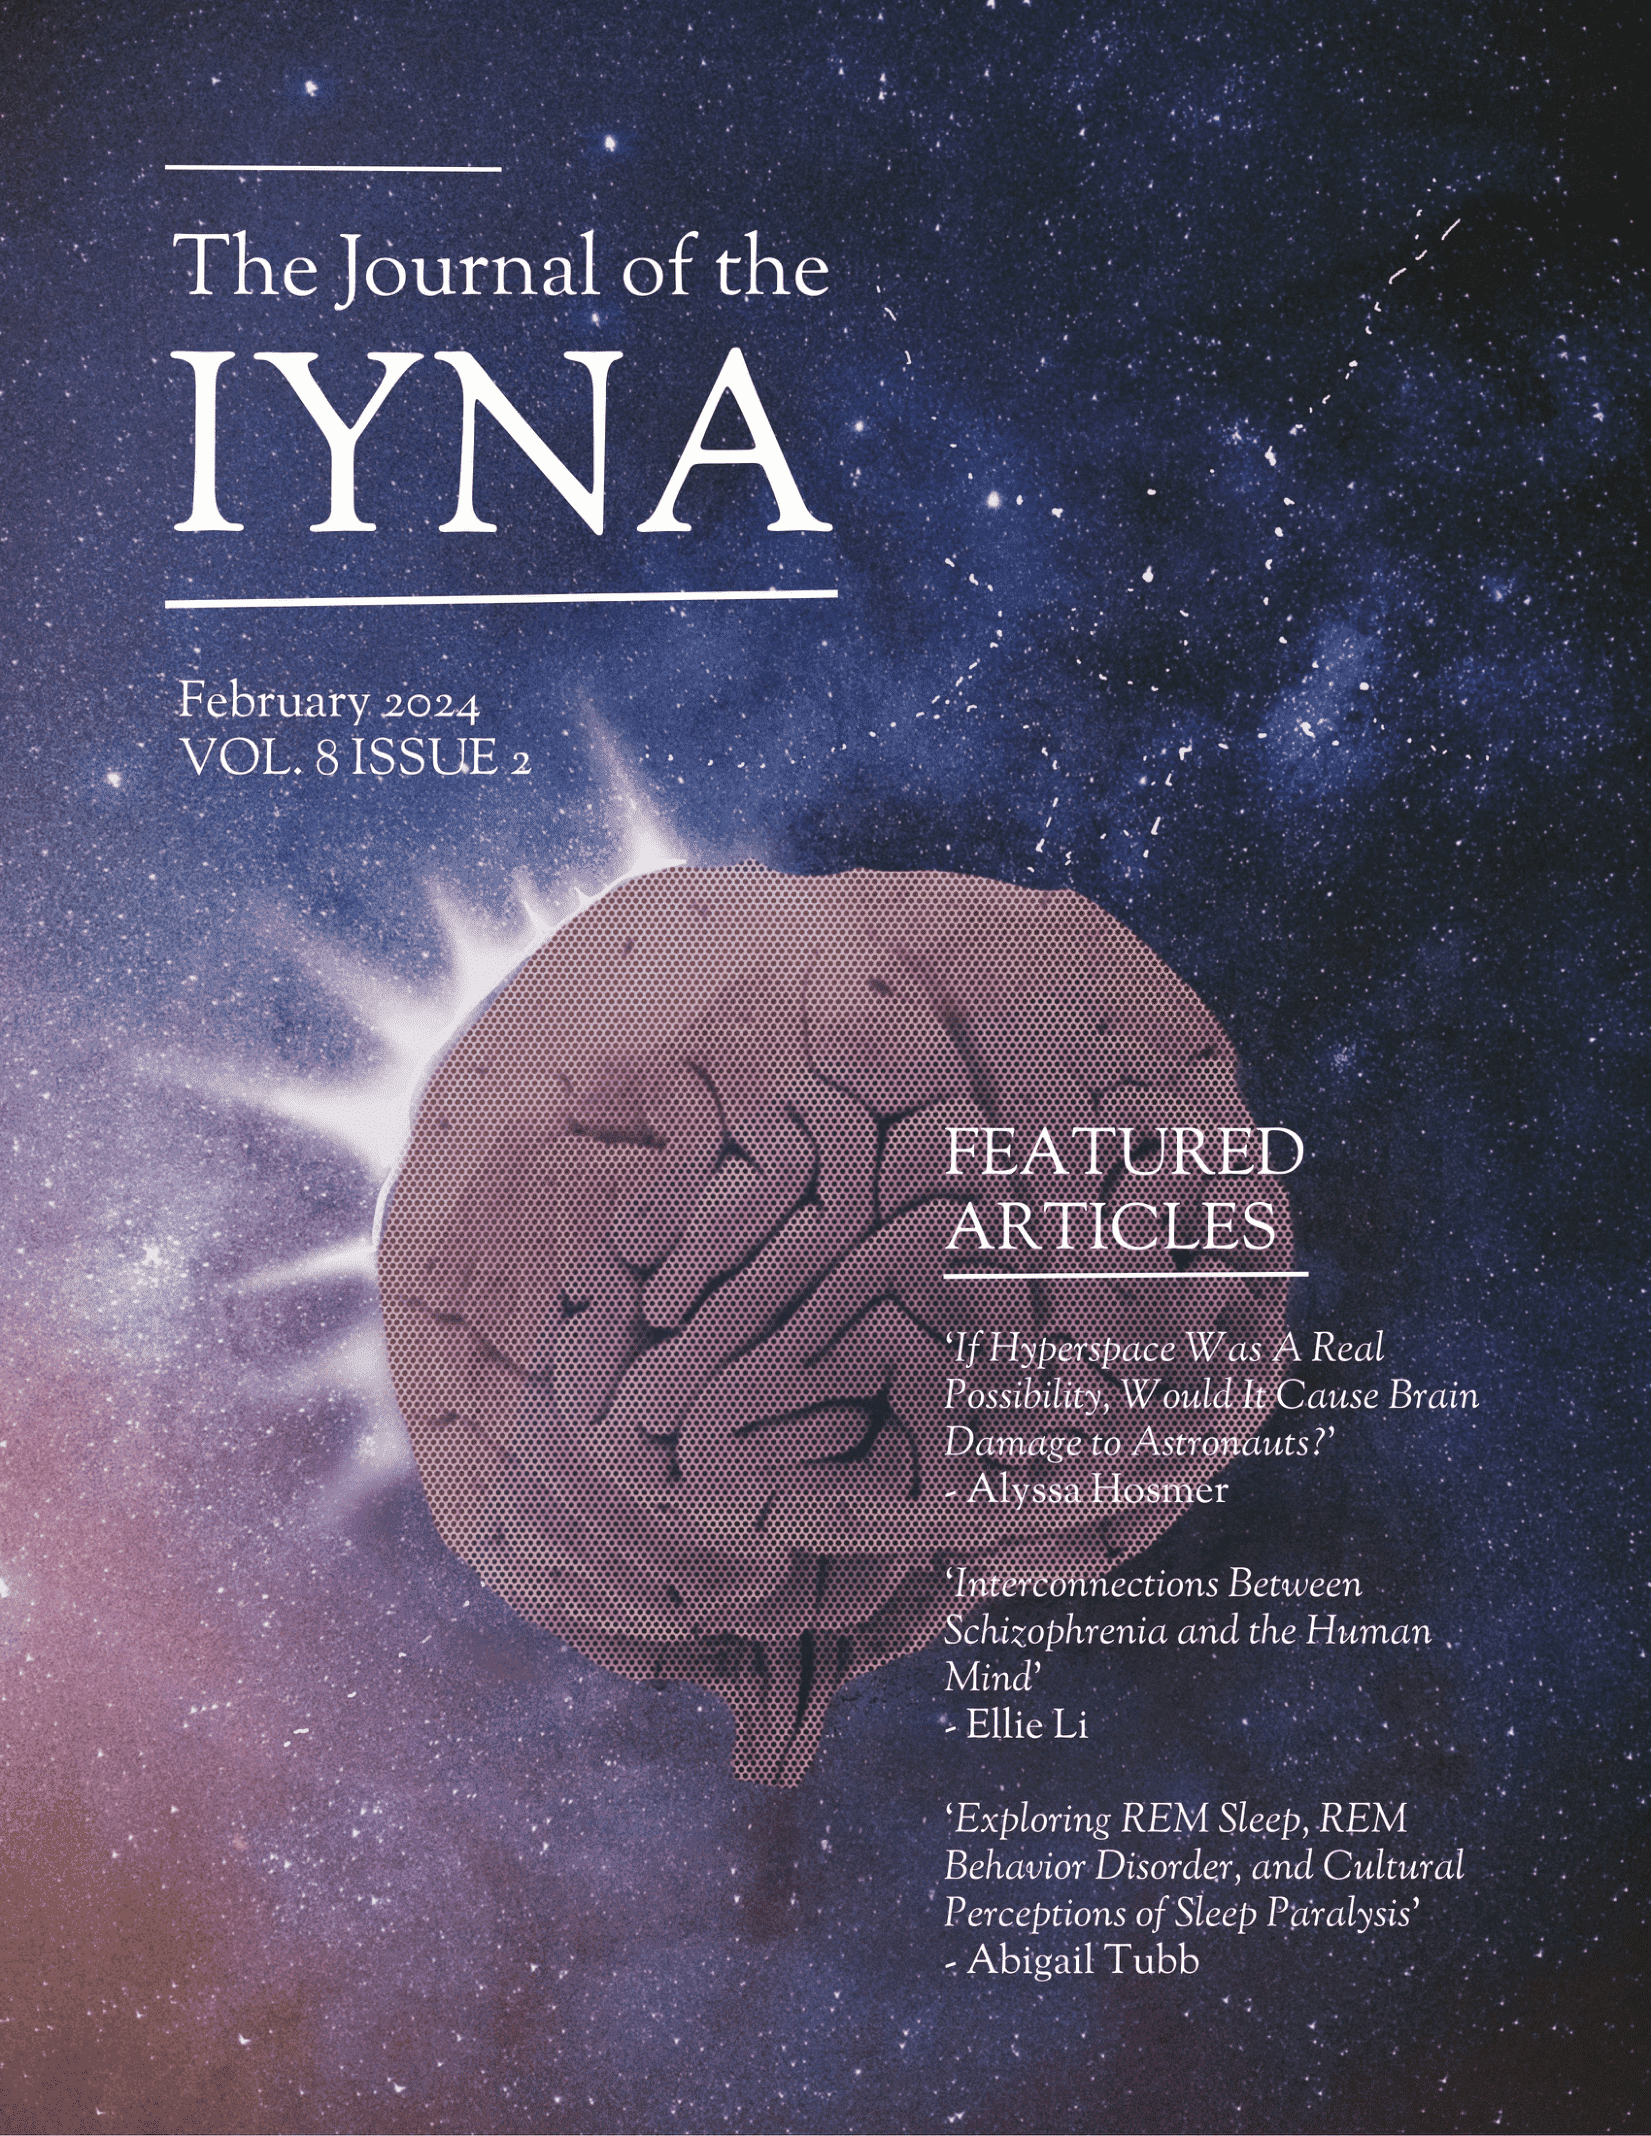 The Journal of the
IYNA
February 2024
VOL. 8 ISSUE 2
FEATURED
ARTICLES
‘If Hyperspace Was A Real
Possibility, Would It Cause Brain
Damage to Astronauts?’
- Alyssa Hosmer
‘Interconnections Between
Schizophrenia and the Human
Mind’
- Ellie Li
‘Exploring REM Sleep, REM
Behavior Disorder, and Cultural
Perceptions of Sleep Paralysis’
- Abigail Tubb